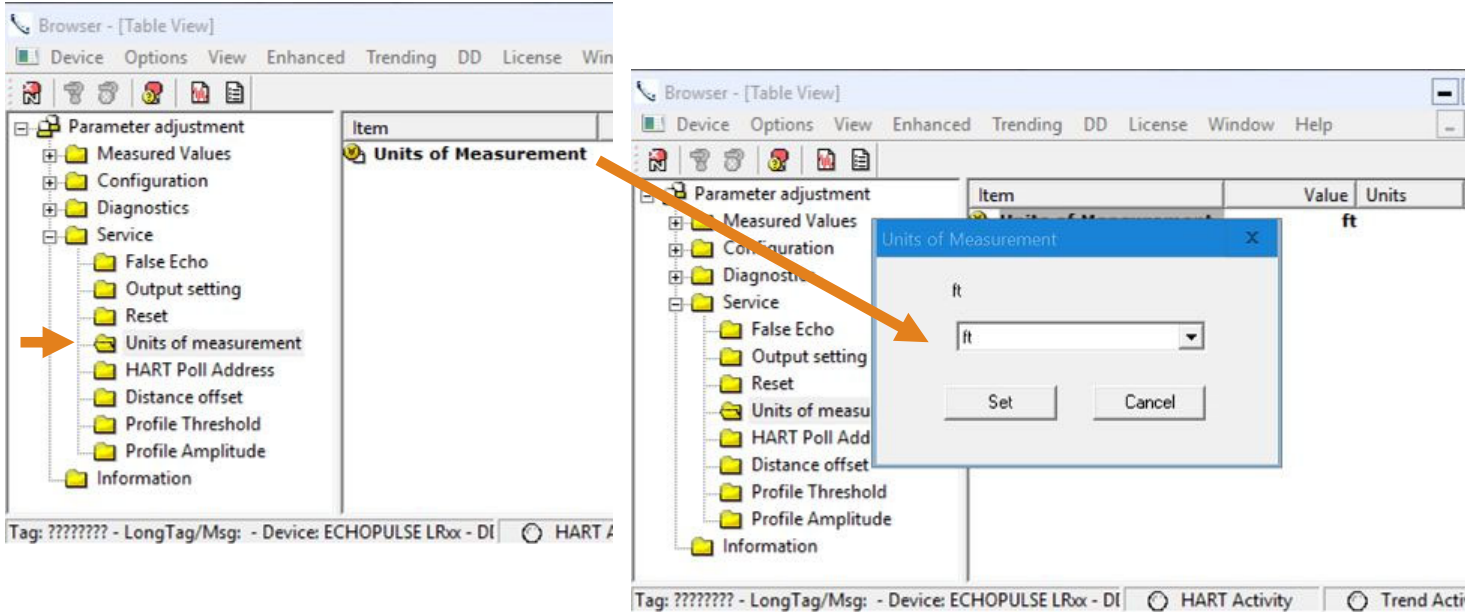 Browser - [Table View]
Device Options View Enhanced Trending DD License Win
Parameter adjustment
Measured Values
Configuration
Diagnostics
Service
False Echo
Output setting
Reset
Units of measurement
HART Poll Address
Distance offset
Profile Threshold
Profile Amplitude
Information
Item
Units of Measurement
Tag: ???????? - LongTag/Msg: - Device: ECHOPULSE LRxx - DI HART A
Browser - [Table View]
Device Options View Enhanced Trending DD License Window Help
Parameter adjustment
Measured Values
Configuration
Diagnostics
Service
False Echo
Output setting
Reset
Units of measu
HART Poll Add
Distance offset
Profile Threshold
Profile Amplitude
Information
Item Value Units
ft
Units of Measurement X
ft
ft
Set Cancel
Tag: ???????? - LongTag/Msg: - Device: ECHOPULSE LRxx - DI HART Activity Trend Acti